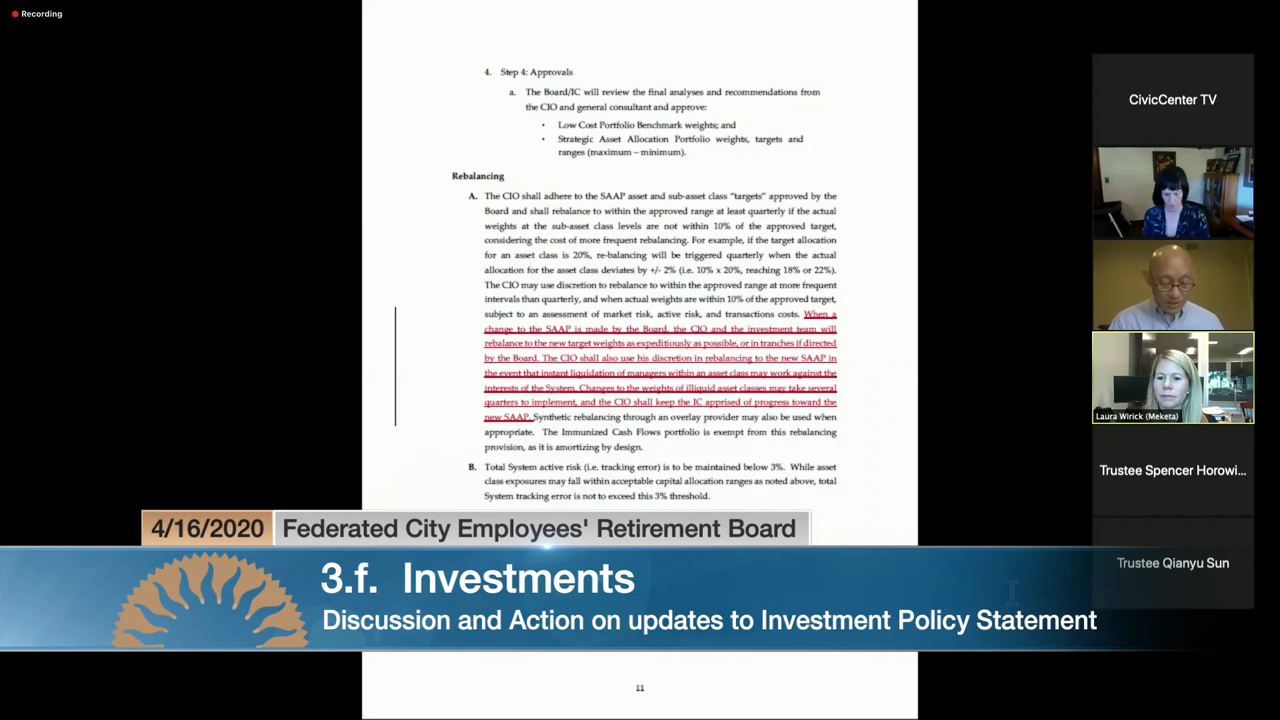 Recording
4. Step 4: Approvals
a. The Board/IC will review the final analyses and recommendations from
the CIO and general consultant and approve:
• Low Cost Portfolio Benchmark weights; and
• Strategic Asset Allocation Portfolio weights, targets and
ranges (maximum – minimum).
Rebalancing
A. The CIO shall adhere to the SAAP asset and sub-asset class "targets" approved by the
Board and shall rebalance to within the approved range at least quarterly if the actual
weights at the sub-asset class levels are not within 10% of the approved target,
considering the cost of more frequent rebalancing. For example, if the target allocation
for an asset class is 20%, re-balancing will be triggered quarterly when the actual
allocation for the asset class deviates by +/- 2% (i.e. 10% x 20%, reaching 18% or 22%).
The CIO may use discretion to rebalance to within the approved range at more frequent
intervals than quarterly, and when actual weights are within 10% of the approved target,
subject to an assessment of market risk, active risk, and transactions costs. When a
change to the SAAP is made by the Board, the CIO and the investment team will
rebalance to the new target weights as expeditiously as possible, or in tranches if directed
by the Board. The CIO shall also use his discretion in rebalancing to the new SAAP in
the event that instant liquidation of managers within an asset class may work against the
interests of the System. Changes to the weights of illiquid asset classes may take several
quarters to implement, and the CIO shall keep the IC apprised of progress toward the
new SAAP. Synthetic rebalancing through an overlay provider may also be used when
appropriate. The Immunized Cash Flows portfolio is exempt from this rebalancing
provision, as it is amortizing by design.
B. Total System active risk (i.e. tracking error) is to be maintained below 3%. While asset
class exposures may fall within acceptable capital allocation ranges as noted above, total
System tracking error is not to exceed this 3% threshold.
11
CivicCenter TV
Laura Wirick (Meketa)
Trustee Spencer Horowi...
Trustee Qianyu Sun
4/16/2020 Federated City Employees' Retirement Board
3.f. Investments
Discussion and Action on updates to Investment Policy Statement